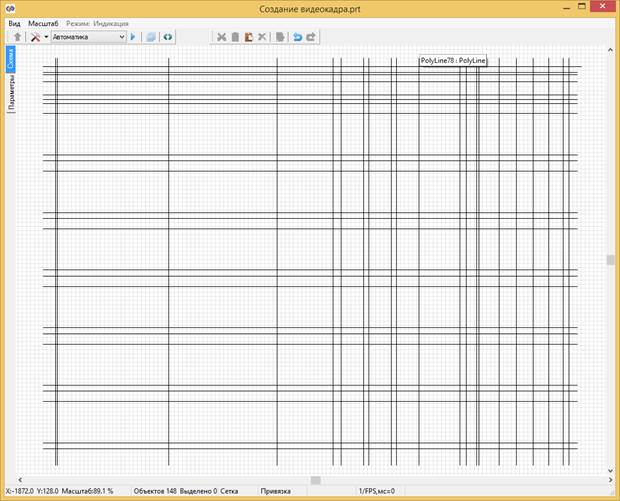 Создание видеокадра.prt
Вид Масштаб Режим: Индикация
Автоматика
Схема
Параметры
PolyLine78 : PolyLine
X:-1872.0 Y:128.0 Масштаб:89,1 % Объектов 148 Выделено 0 Сетка Привязка 1/FPS,мс=0